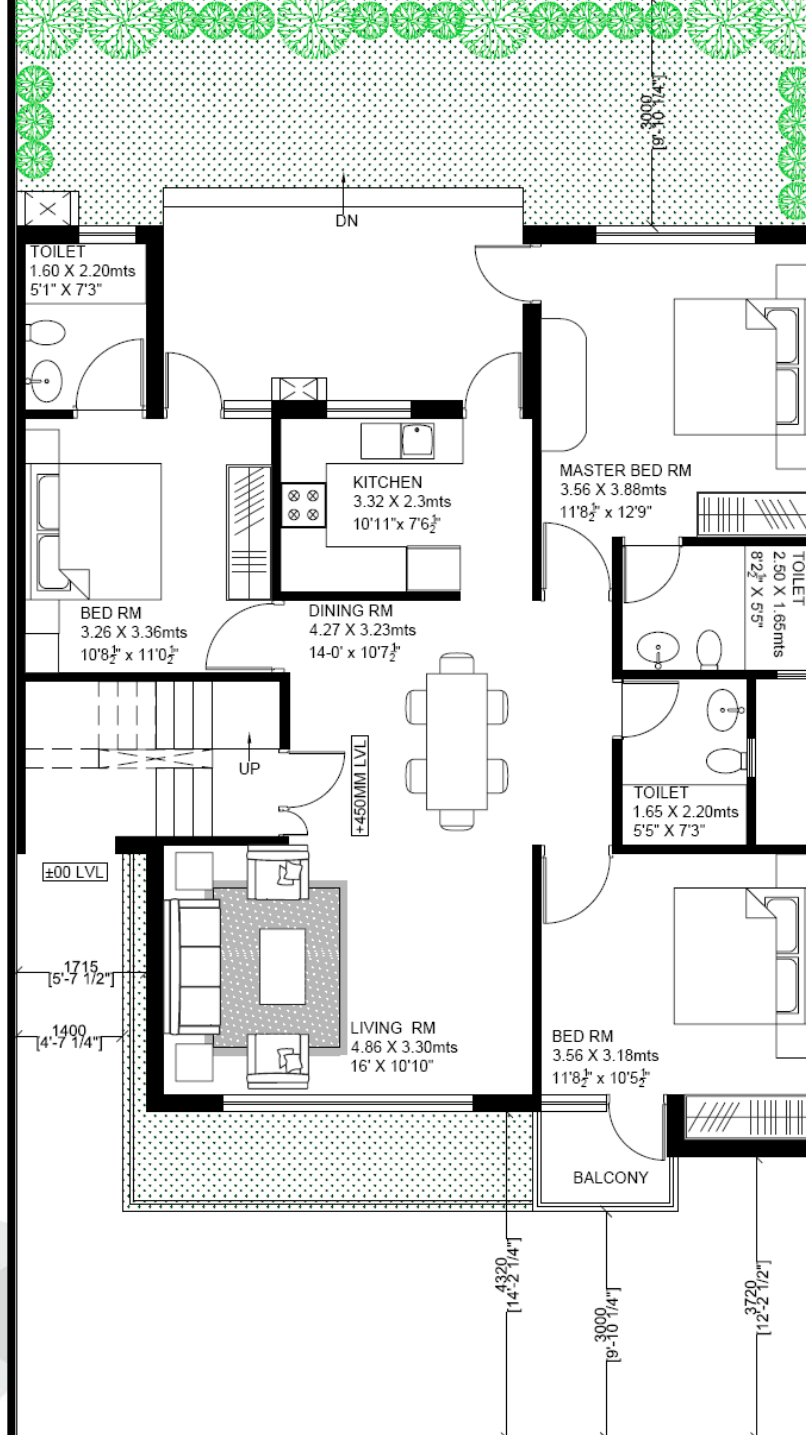 3000
[9'-10 1/4"]
DN
TOILET
1.60 X 2.20mts
5'1" X 7'3"
MASTER BED RM
3.56 X 3.88mts
11'8½" x 12'9"
KITCHEN
3.32 X 2.3mts
10'11"x 7'6½"
TOILET
2.50 X 1.65mts
8'2½" X 5'5"
BED RM
3.26 X 3.36mts
10'8½" x 11'0½"
DINING RM
4.27 X 3.23mts
14-0' x 10'7½"
UP
+450MM LVL
TOILET
1.65 X 2.20mts
5'5" X 7'3"
±00 LVL
1715
[5'-7 1/2"]
1400
[4'-7 1/4"]
LIVING RM
4.86 X 3.30mts
16' X 10'10"
BED RM
3.56 X 3.18mts
11'8½" x 10'5½"
BALCONY
4320
[14'-2 1/4"]
3000
[9'-10 1/4"]
3720
[12'-2 1/2"]